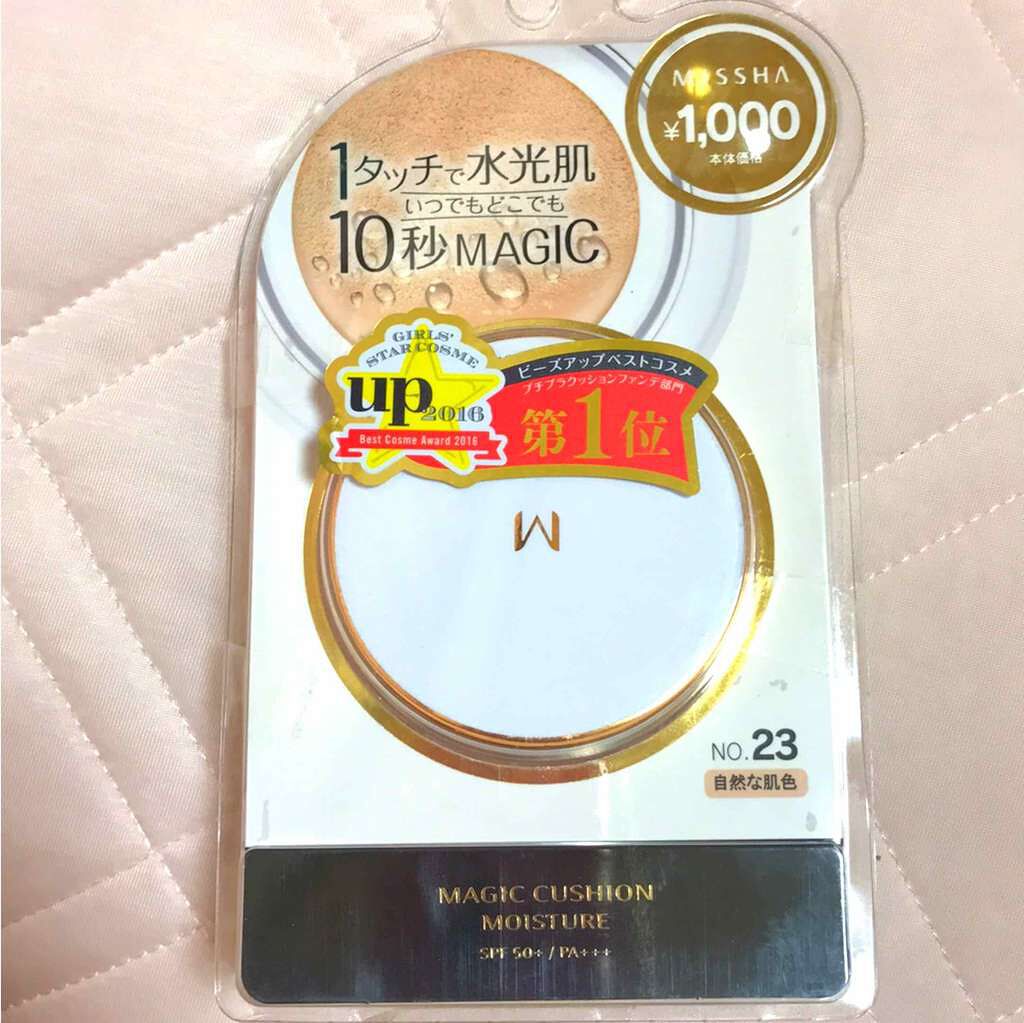 MISSHA
¥1,000
本体価格
1タッチで水光肌
いつでもどこでも
10秒MAGIC
GIRLS'
STAR COSME
up 2016
Best Cosme Award 2016
ビーズアップベストコスメ
プチプラクッションファンデ部門
第1位
M
NO. 23
自然な肌色
MAGIC CUSHION
MOISTURE
SPF 50+ / PA+++